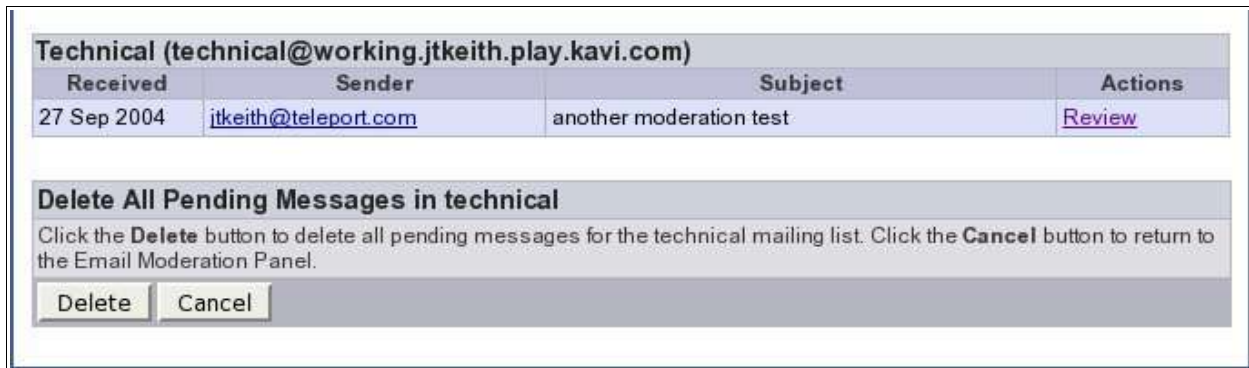 Technical (technical@working.jtkeith.play.kavi.com)
Received Sender Subject Actions
27 Sep 2004 jtkeith@teleport.com another moderation test Review
Delete All Pending Messages in technical
Click the Delete button to delete all pending messages for the technical mailing list. Click the Cancel button to return to
the Email Moderation Panel.
Delete Cancel